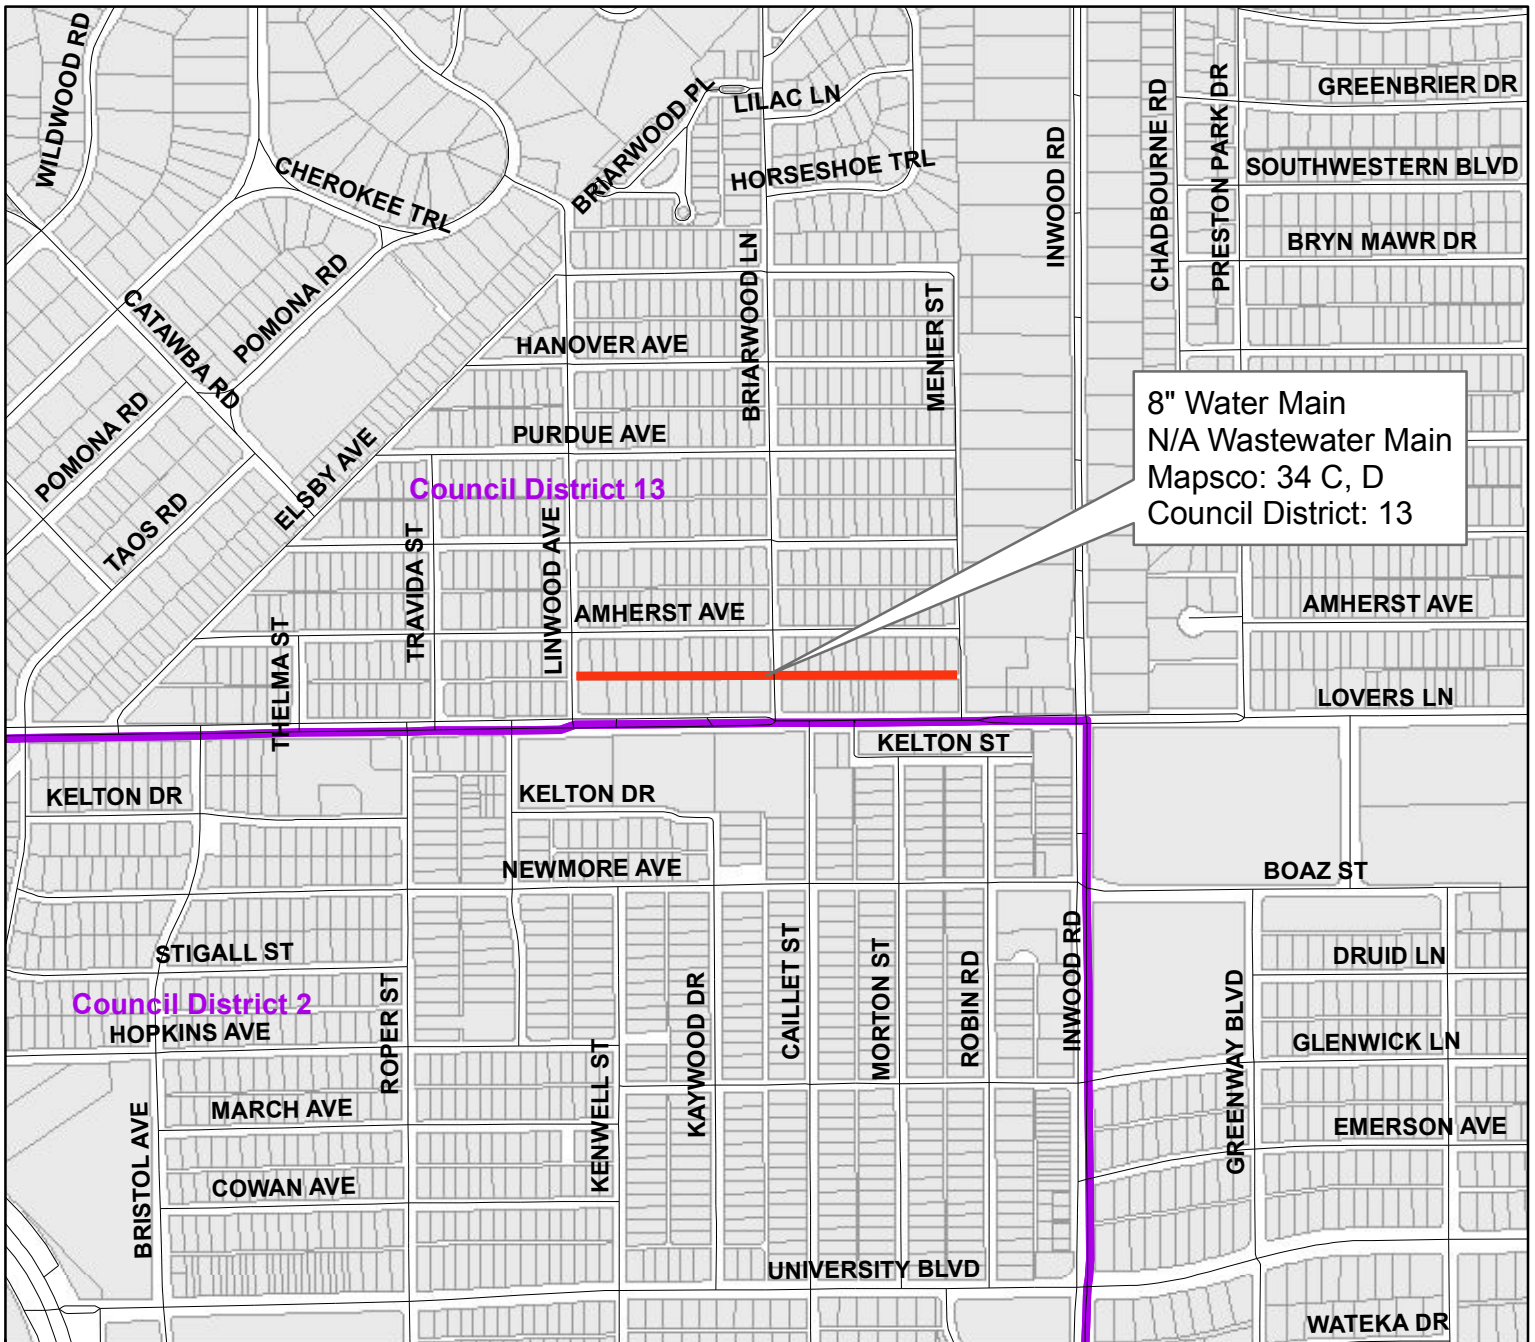 WILDWOOD RD
BRIARWOOD PL
LILAC LN
GREENBRIER DR
CHADBOURNE RD
PRESTON PARK DR
INWOOD RD
CHEROKEE TRL
HORSESHOE TRL
SOUTHWESTERN BLVD
BRYN MAWR DR
POMONA RD
CATAWBA RD
BRIARWOOD LN
MENIER ST
HANOVER AVE
8" Water Main
N/A Wastewater Main
Mapsco: 34 C, D
Council District: 13
POMONA RD
PURDUE AVE
ELSBY AVE
Council District 13
TAOS RD
TRAVIDA ST
LINWOOD AVE
AMHERST AVE
AMHERST AVE
THELMA ST
LOVERS LN
KELTON ST
KELTON DR
KELTON DR
NEWMORE AVE
BOAZ ST
STIGALL ST
DRUID LN
Council District 2
HOPKINS AVE
ROPER ST
KAYWOOD DR
CAILLET ST
MORTON ST
ROBIN RD
INWOOD RD
GREENWAY BLVD
GLENWICK LN
KENWELL ST
MARCH AVE
BRISTOL AVE
EMERSON AVE
COWAN AVE
UNIVERSITY BLVD
WATEKA DR